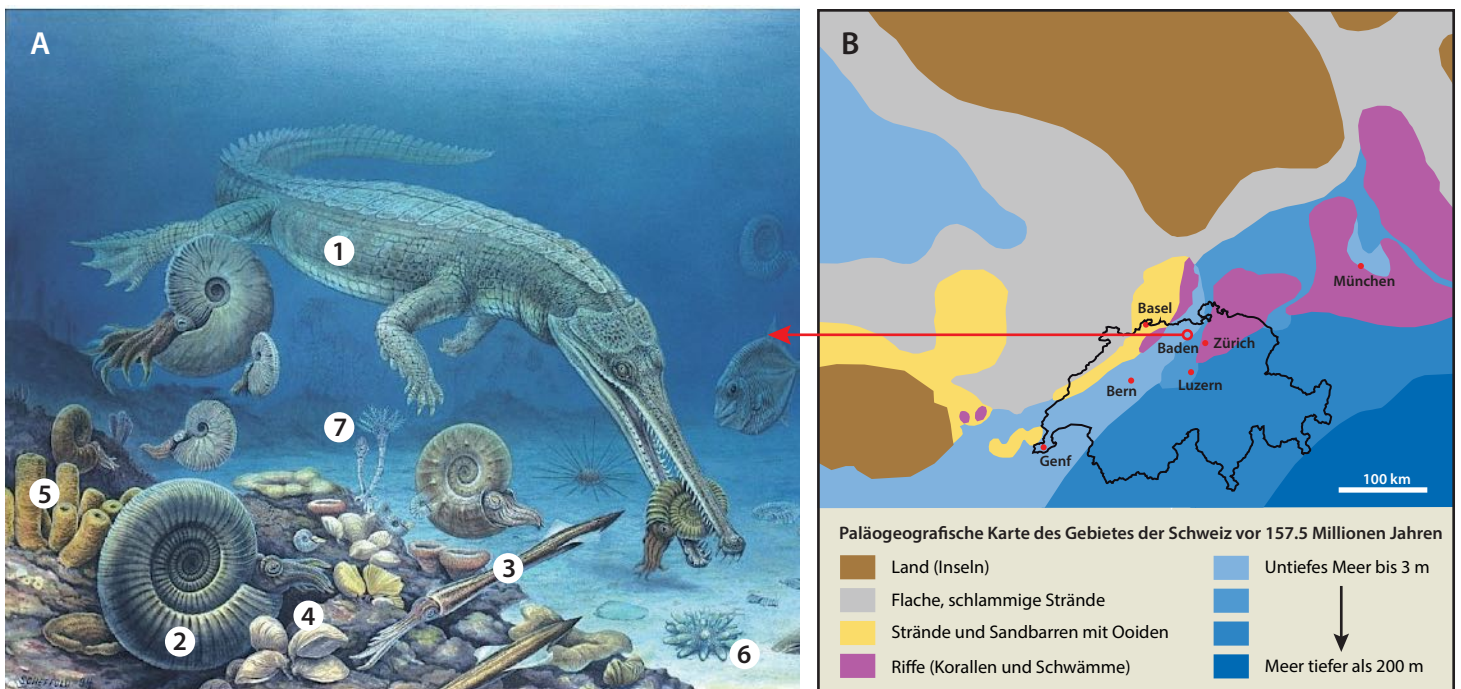 A
1
7
5
3
4
2
6
SCHEFFOLD 94
B
München
Basel
Baden
Zürich
Bern
Luzern
Genf
100 km
Paläogeografische Karte des Gebietes der Schweiz vor 157.5 Millionen Jahren
Land (Inseln)
Untiefes Meer bis 3 m
Flache, schlammige Strände
Strände und Sandbarren mit Ooiden
Riffe (Korallen und Schwämme)
Meer tiefer als 200 m